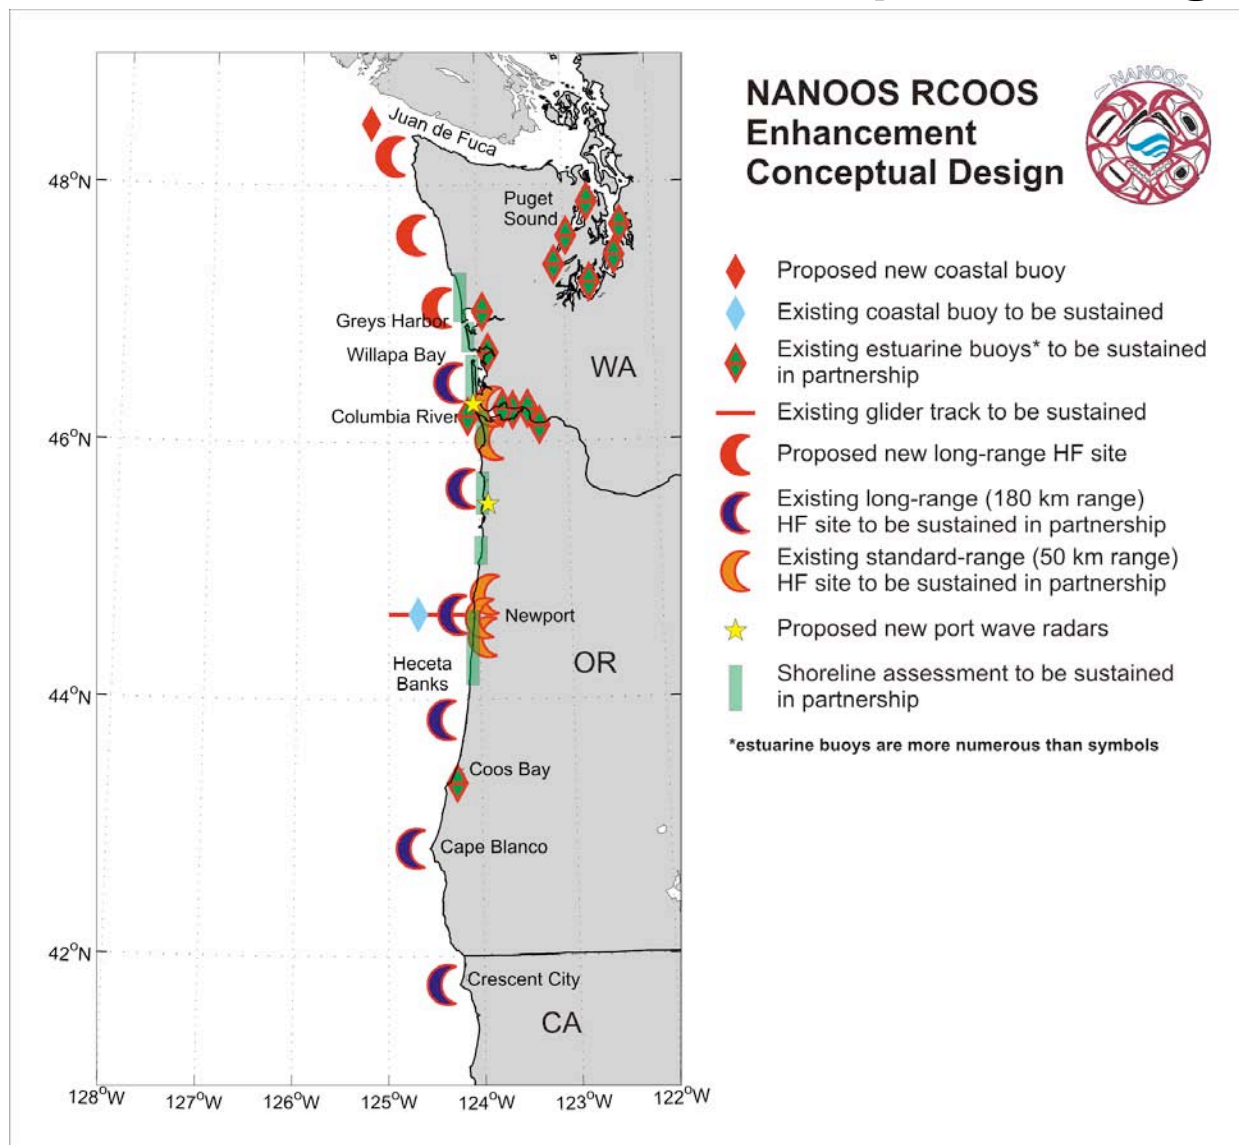 NANOOS RCOOS
Enhancement
Conceptual Design
NANOOS
Juan de Fuca
48°N
Puget
Sound
Greys Harbor
Willapa Bay
WA
Columbia River
46°N
Newport
OR
Heceta
Banks
44°N
Coos Bay
Cape Blanco
42°N
Crescent City
CA
128°W
127°W
126°W
125°W
124°W
123°W
122°W
Proposed new coastal buoy
Existing coastal buoy to be sustained
Existing estuarine buoys* to be sustained
in partnership
Existing glider track to be sustained
Proposed new long-range HF site
Existing long-range (180 km range)
HF site to be sustained in partnership
Existing standard-range (50 km range)
HF site to be sustained in partnership
Proposed new port wave radars
Shoreline assessment to be sustained
in partnership
*estuarine buoys are more numerous than symbols